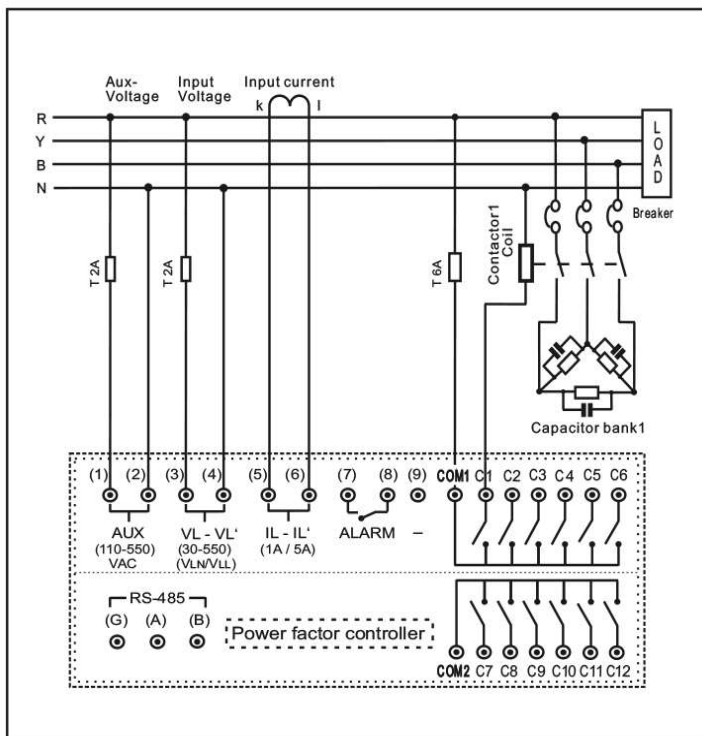 Aux- Input Input current
Voltage Voltage k l
R
Y
B
N
LOAD
Breaker
Contactor1
Coil
T 2A T 2A T 6A
Capacitor bank1
(1) (2) (3) (4) (5) (6) (7) (8) (9) COM1 C1 C2 C3 C4 C5 C6
AUX VL - VL' IL - IL' ALARM –
(110-550) (30-550) (1A / 5A)
VAC (VLN/VLL)
RS-485
(G) (A) (B)
Power factor controller
COM2 C7 C8 C9 C10 C11 C12